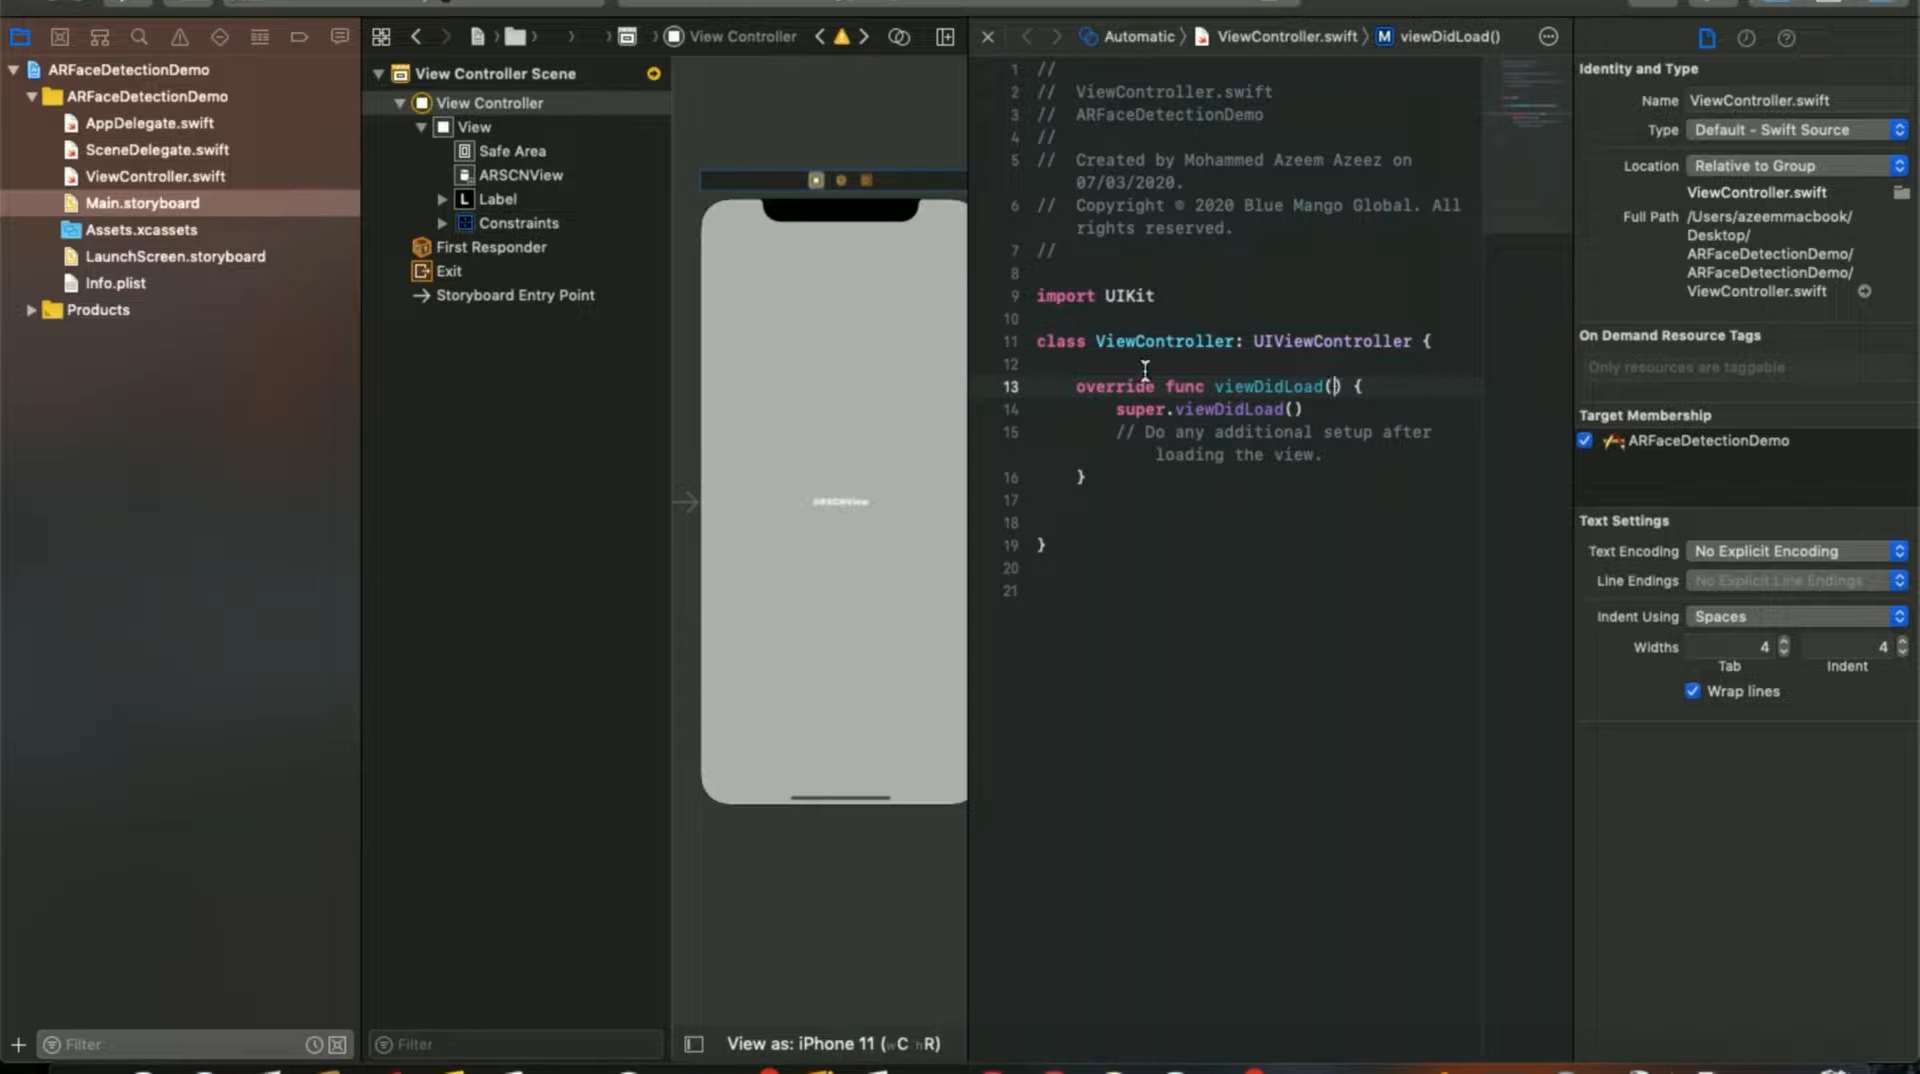 ARFaceDetectionDemo
ARFaceDetectionDemo
AppDelegate.swift
SceneDelegate.swift
ViewController.swift
Main.storyboard
Assets.xcassets
LaunchScreen.storyboard
Info.plist
Products
Filter
View Controller
View Controller Scene
View Controller
View
Safe Area
ARSCNView
L Label
Constraints
First Responder
Exit
Storyboard Entry Point
Filter
ARSCNView
View as: iPhone 11 (wC hR)
Automatic ViewController.swift M viewDidLoad()
1 //
2 //  ViewController.swift
3 //  ARFaceDetectionDemo
4 //
5 //  Created by Mohammed Azeem Azeez on
07/03/2020.
6 //  Copyright © 2020 Blue Mango Global. All
rights reserved.
7 //
8
9 import UIKit
10
11 class ViewController: UIViewController {
12
13     override func viewDidLoad() {
14         super.viewDidLoad()
15         // Do any additional setup after
loading the view.
16     }
17
18
19 }
20
21
Identity and Type
Name ViewController.swift
Type Default - Swift Source
Location Relative to Group
ViewController.swift
Full Path /Users/azeemmacbook/
Desktop/
ARFaceDetectionDemo/
ARFaceDetectionDemo/
ViewController.swift
On Demand Resource Tags
Only resources are taggable
Target Membership
ARFaceDetectionDemo
Text Settings
Text Encoding No Explicit Encoding
Line Endings No Explicit Line Endings
Indent Using Spaces
Widths 4 4
Tab Indent
Wrap lines